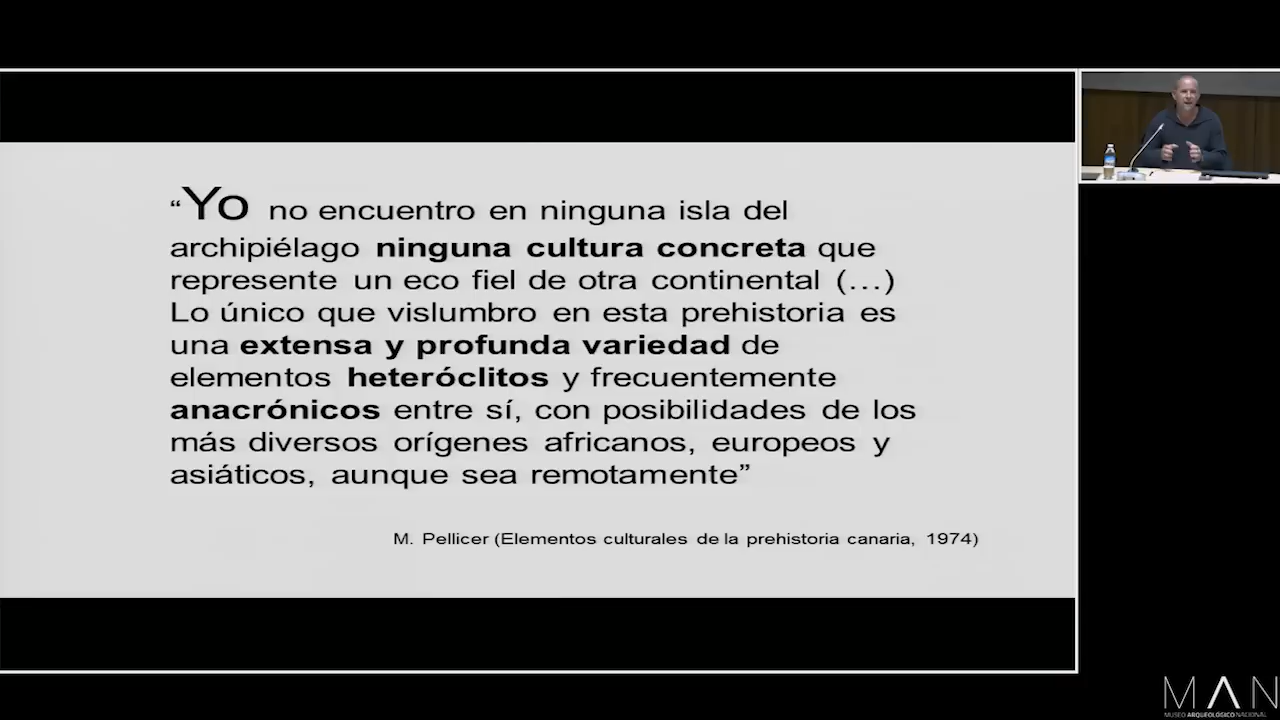 “Yo no encuentro en ninguna isla del
archipiélago ninguna cultura concreta que
represente un eco fiel de otra continental (…)
Lo único que vislumbro en esta prehistoria es
una extensa y profunda variedad de
elementos heteróclitos y frecuentemente
anacrónicos entre sí, con posibilidades de los
más diversos orígenes africanos, europeos y
asiáticos, aunque sea remotamente”
M. Pellicer (Elementos culturales de la prehistoria canaria, 1974)
MAN
MUSEO ARQUEOLÓGICO NACIONAL